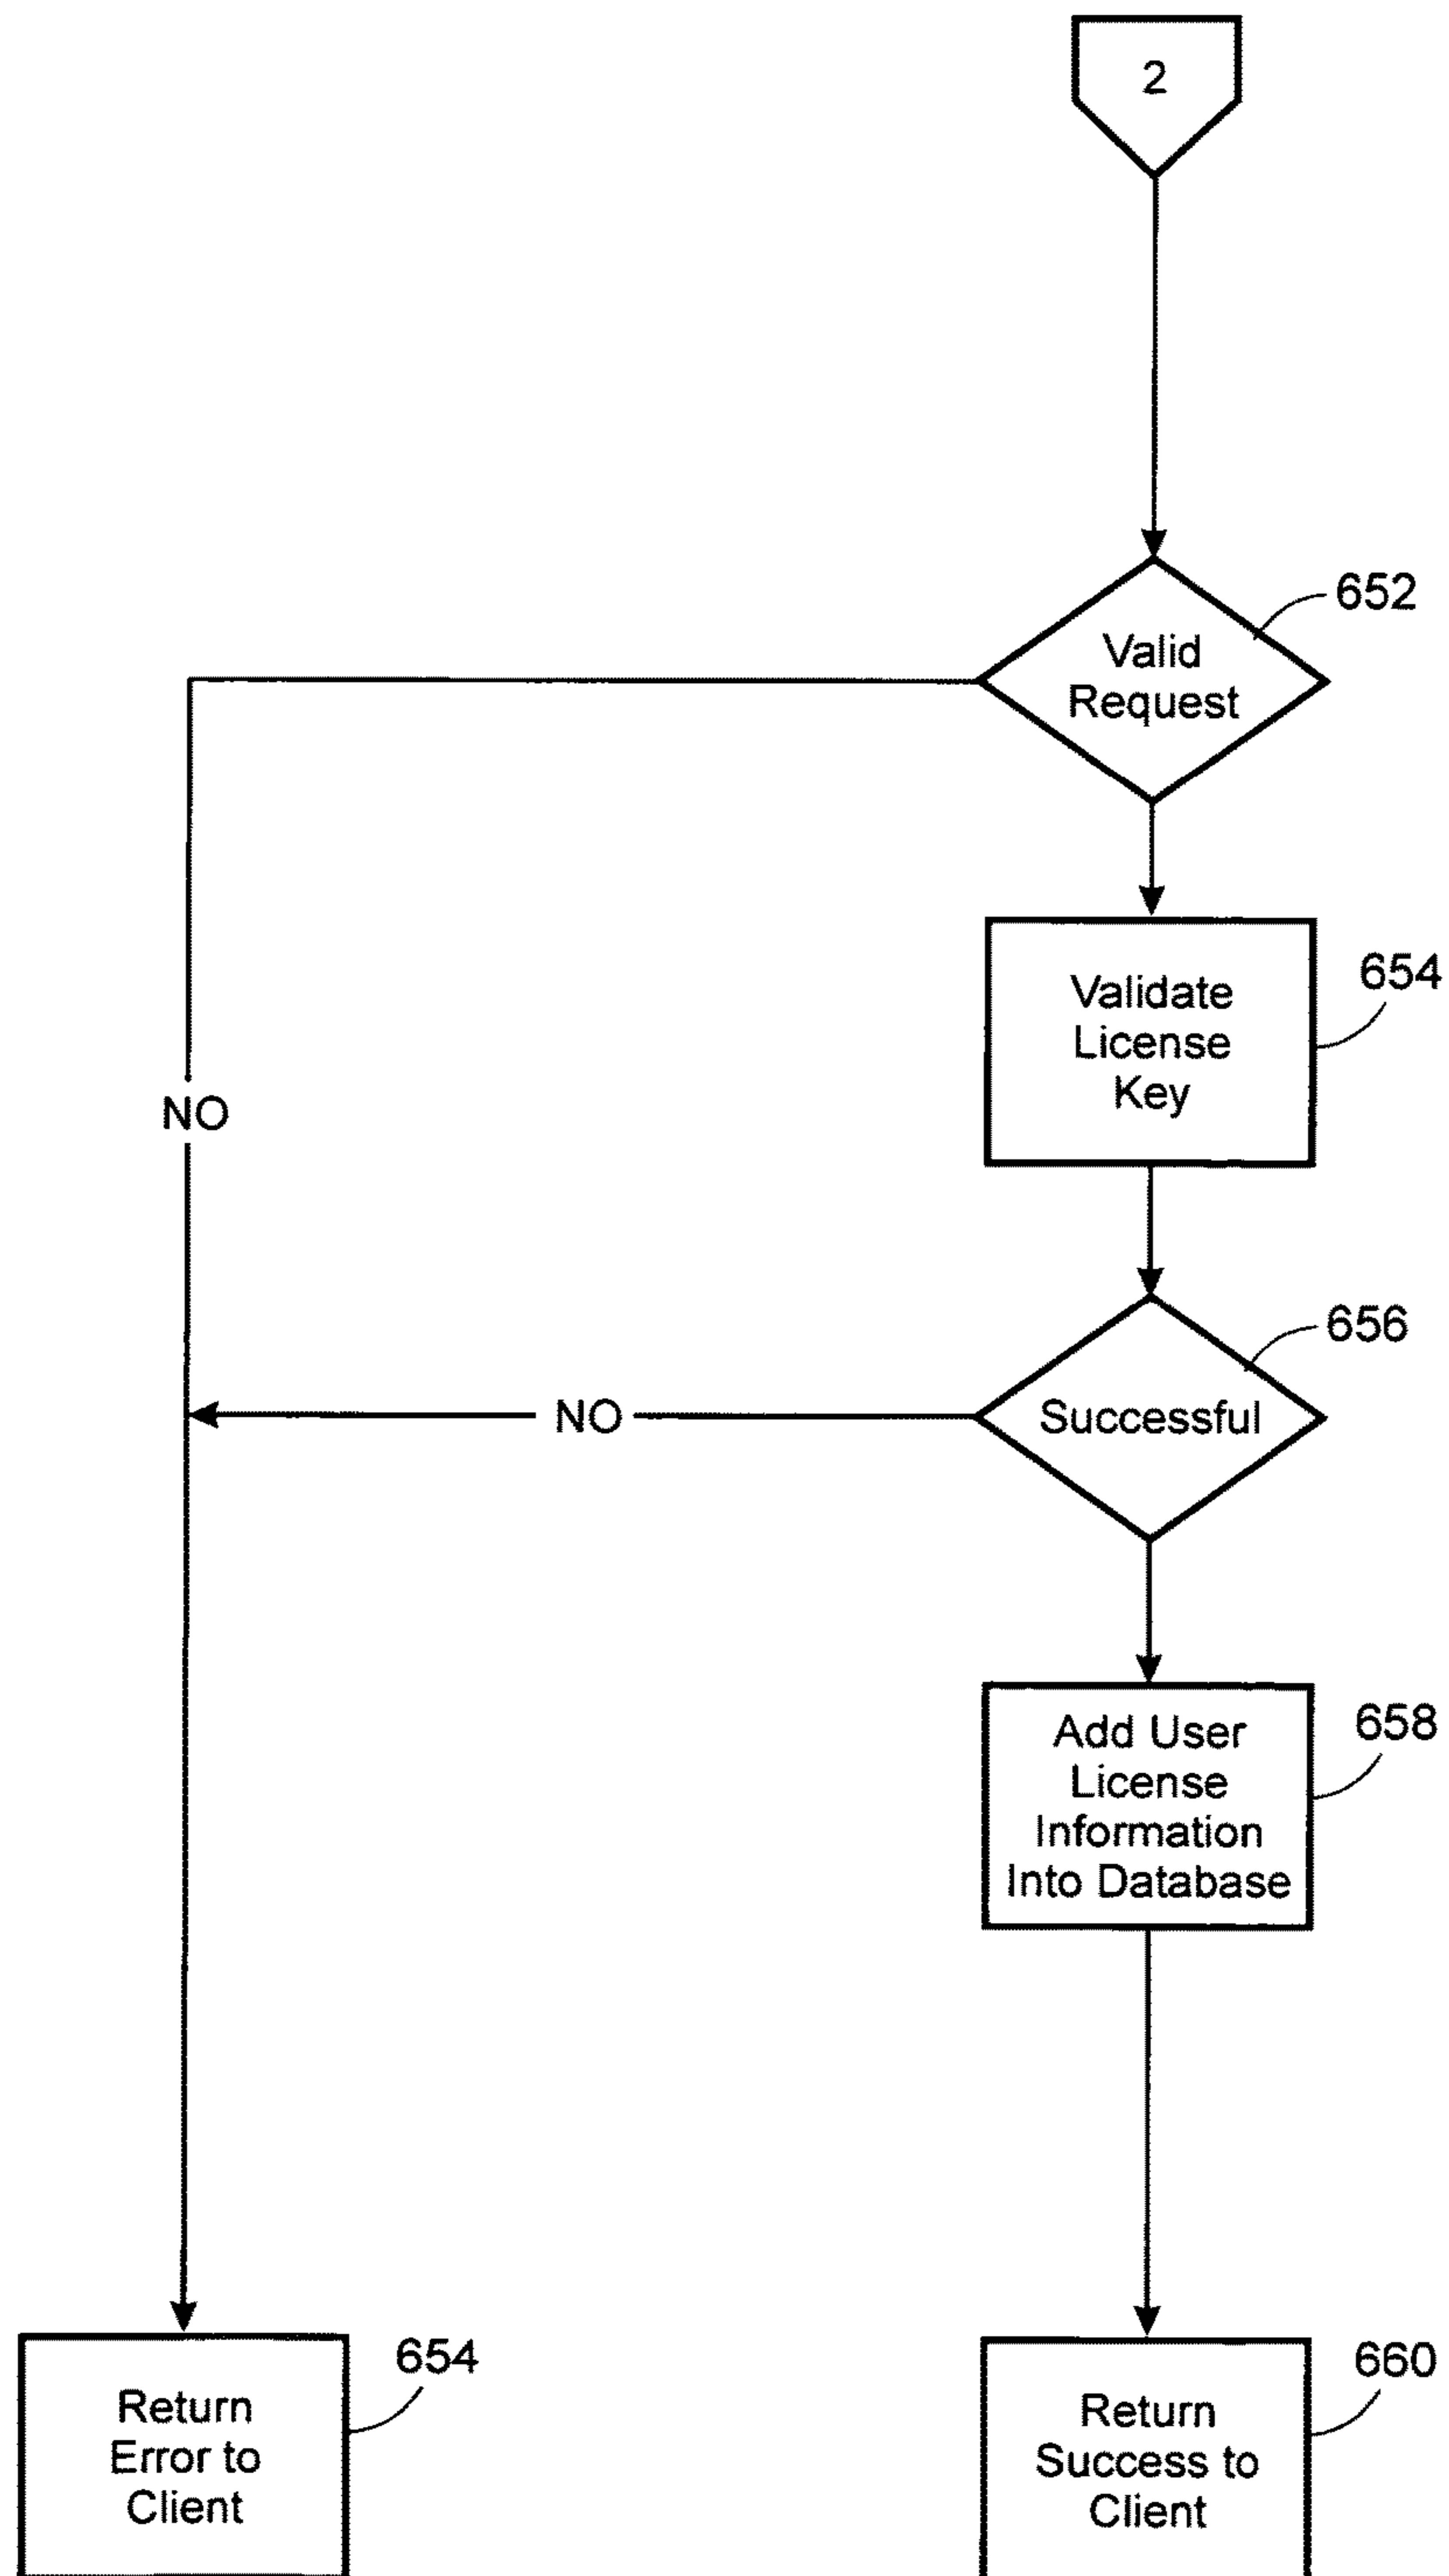 2
652
Valid
Request
654
Validate
License
Key
NO
656
NO
Successful
658
Add User
License
Information
Into Database
654
Return
Error to
Client
660
Return
Success to
Client